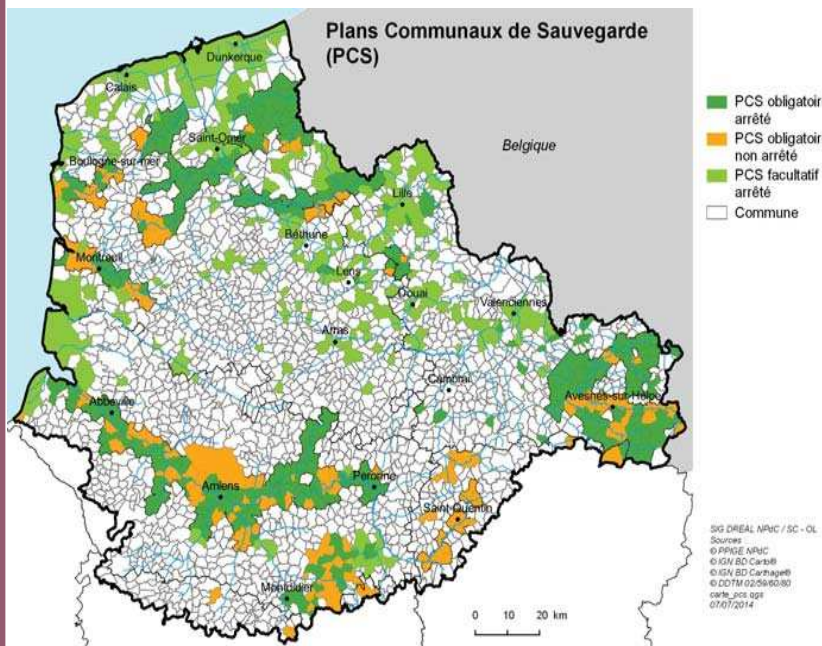 Plans Communaux de Sauvegarde
(PCS)
Dunkerque
Calais
Saint-Omer
Boulogne-sur-mer
Belgique
Lille
Béthune
Montreuil
Lens
Douai
Valenciennes
Arras
Cambrai
Avesnes-sur-Helpe
Abbeville
Amiens
Péronne
Saint-Quentin
Montdidier
PCS obligatoir
arrêté
PCS obligatoir
non arrêté
PCS facultatif
arrêté
Commune
SIG DREAL NPdC / SC - OL
Sources
© PPIGE NPdC
© IGN BD Carto®
© IGN BD Carthage®
© DDTM 02/59/60/80
carte_pcs.qgs
07/07/2014
0 10 20 km